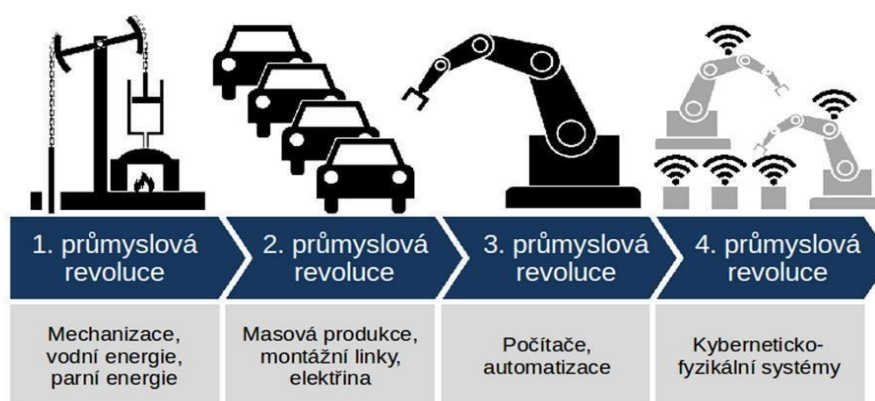 1. průmyslová
revoluce
2. průmyslová
revoluce
3. průmyslová
revoluce
4. průmyslová
revoluce
Mechanizace,
vodní energie,
parní energie
Masová produkce,
montážní linky,
elektřina
Počítače,
automatizace
Kyberneticko-
fyzikální systémy